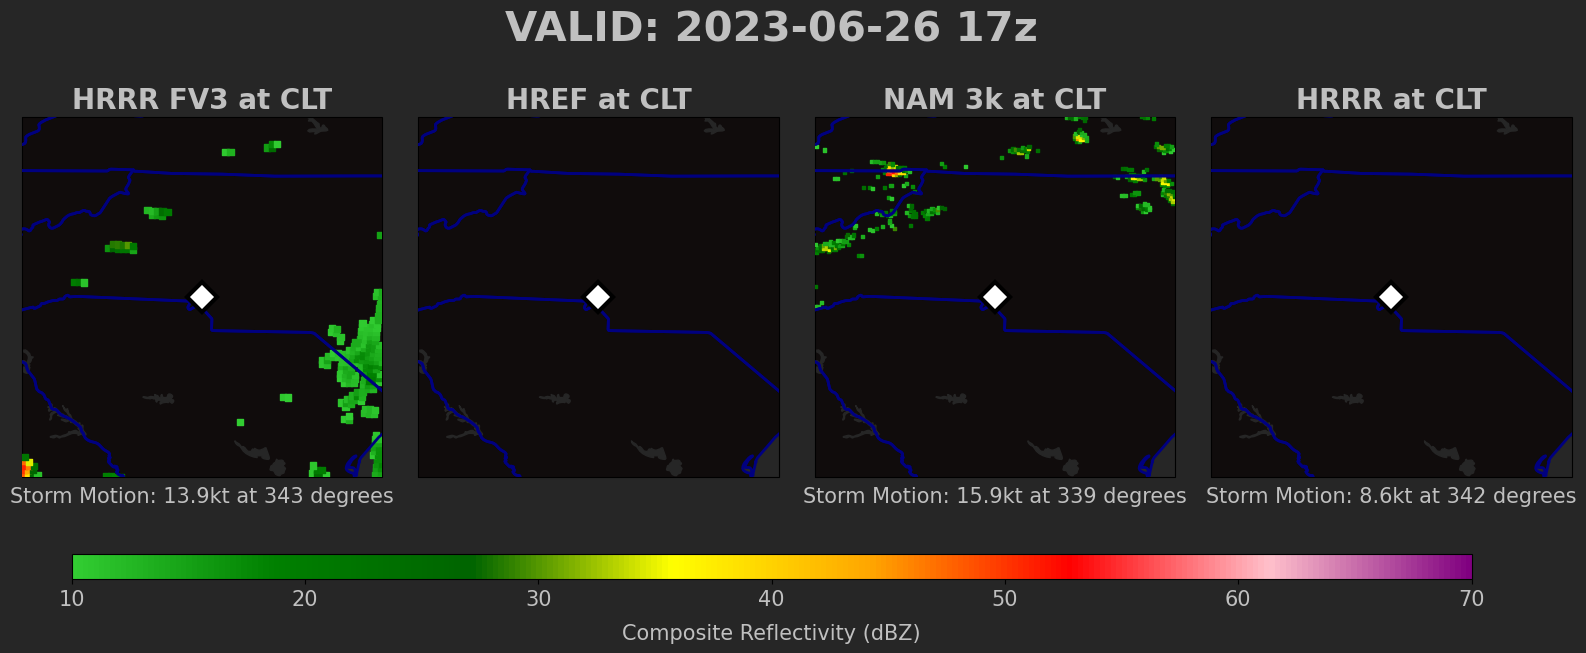 VALID: 2023-06-26 17z
HRRR FV3 at CLT
HREF at CLT
NAM 3k at CLT
HRRR at CLT
Storm Motion: 13.9kt at 343 degrees
Storm Motion: 15.9kt at 339 degrees
Storm Motion: 8.6kt at 342 degrees
10 20 30 40 50 60 70
Composite Reflectivity (dBZ)